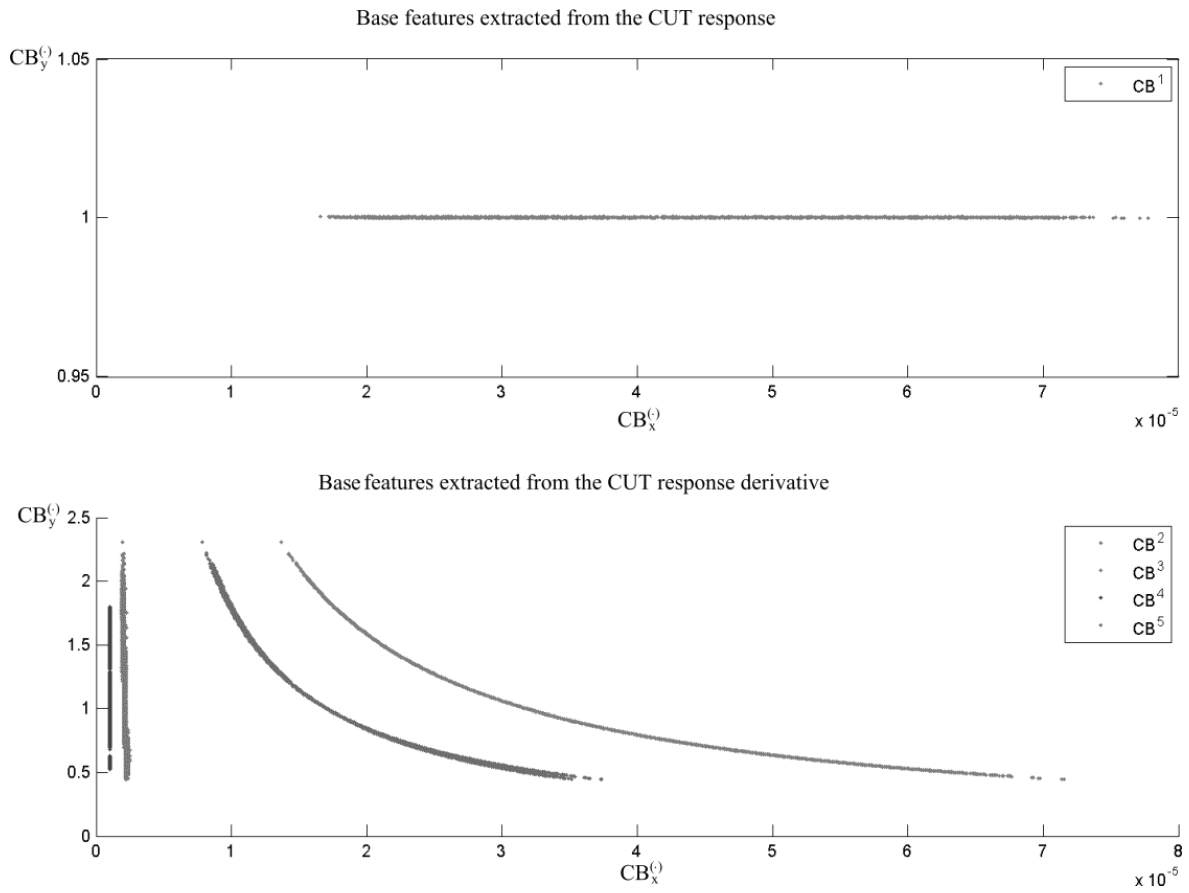 Base features extracted from the CUT response
CB_y^(·)
1.05
1
0.95
CB^1
0 1 2 3 4 5 6 7 8
CB_x^(·)
x 10^-5
Base features extracted from the CUT response derivative
CB_y^(·)
2.5
2
1.5
1
0.5
0
CB^2
CB^3
CB^4
CB^5
0 1 2 3 4 5 6 7 8
CB_x^(·)
x 10^-5